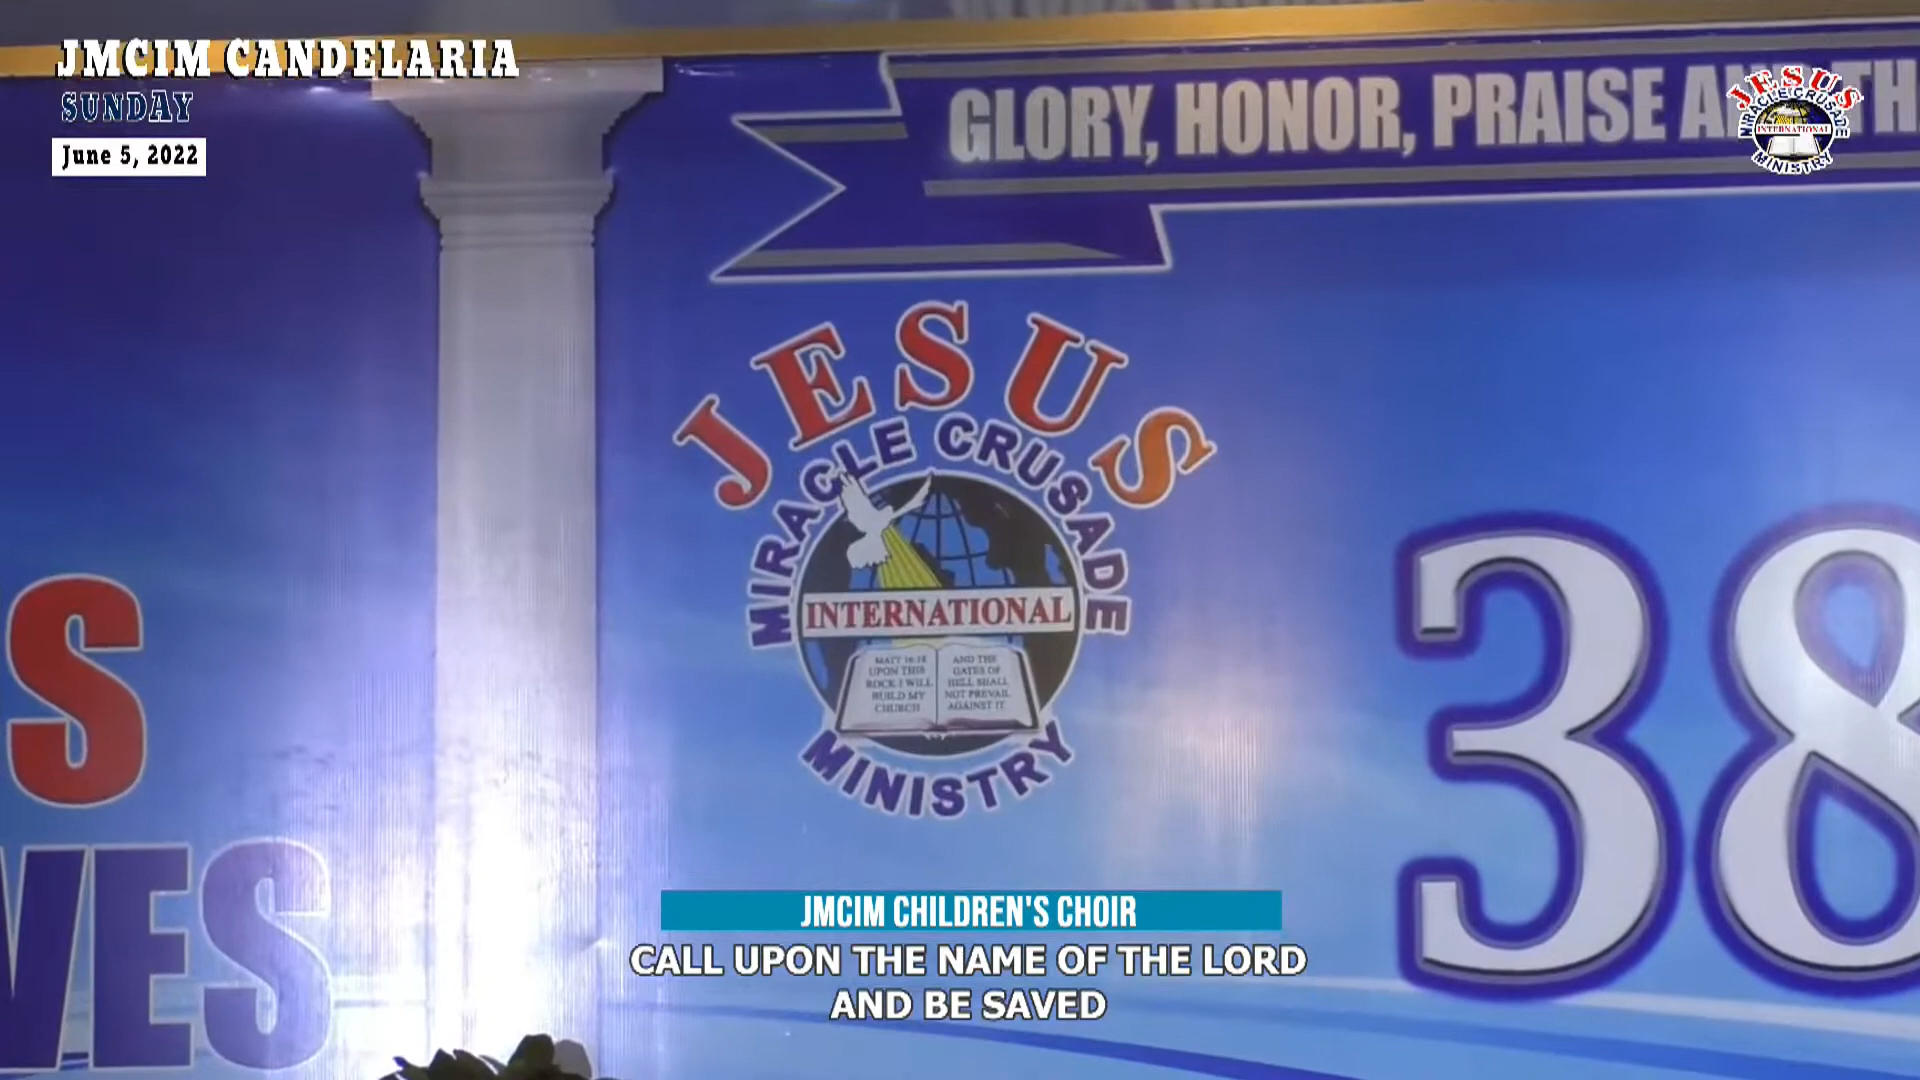 JMCIM CANDELARIA
SUNDAY
June 5, 2022
GLORY, HONOR, PRAISE
JESUS
MIRACLE CRUSADE
INTERNATIONAL
MINISTRY
JESUS
MIRACLE CRUSADE
INTERNATIONAL
MATT 16:18
UPON THIS
ROCK I WILL
BUILD MY
CHURCH
AND THE
GATES OF
HELL SHALL
NOT PREVAIL
AGAINST IT
MINISTRY
38
S
VES
JMCIM CHILDREN'S CHOIR
CALL UPON THE NAME OF THE LORD
AND BE SAVED